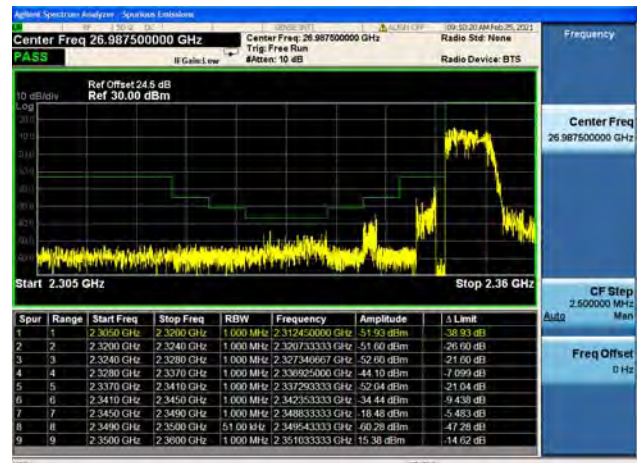 Agilent Spectrum Analyzer - Spurious Emissions
RF 50 Ω DC SENSE:INT ALIGN OFF 09:10:20 AM Feb 25, 2021
Center Freq 26.987500000 GHz
Center Freq: 26.987500000 GHz
Radio Std: None
Frequency
Trig: Free Run
PASS
IFGain:Low
#Atten: 10 dB
Radio Device: BTS
Ref Offset 24.5 dB
10 dB/div Ref 30.00 dBm
Log
Center Freq
26.987500000 GHz
Start 2.305 GHz
Stop 2.36 GHz
CF Step
2.500000 MHz
Auto Man
Freq Offset
0 Hz
Spur Range Start Freq Stop Freq RBW Frequency Amplitude Δ Limit
1 1 2.3050 GHz 2.3200 GHz 1.000 MHz 2.312450000 GHz -51.93 dBm -38.93 dB
2 2 2.3200 GHz 2.3240 GHz 1.000 MHz 2.320733333 GHz -51.60 dBm -26.60 dB
3 3 2.3240 GHz 2.3280 GHz 1.000 MHz 2.327346667 GHz -52.60 dBm -21.60 dB
4 4 2.3280 GHz 2.3370 GHz 1.000 MHz 2.336925000 GHz -44.10 dBm -7.099 dB
5 5 2.3370 GHz 2.3410 GHz 1.000 MHz 2.337293333 GHz -52.04 dBm -21.04 dB
6 6 2.3410 GHz 2.3450 GHz 1.000 MHz 2.342353333 GHz -34.44 dBm -9.438 dB
7 7 2.3450 GHz 2.3490 GHz 1.000 MHz 2.348833333 GHz -18.48 dBm -5.483 dB
8 8 2.3490 GHz 2.3500 GHz 51.00 kHz 2.349543333 GHz -60.28 dBm -47.28 dB
9 9 2.3500 GHz 2.3600 GHz 1.000 MHz 2.351033333 GHz 15.38 dBm -14.62 dB